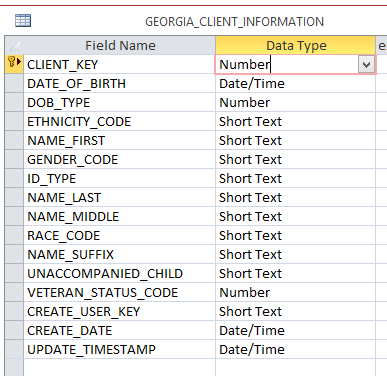 GEORGIA_CLIENT_INFORMATION
Field Name Data Type
CLIENT_KEY Number
DATE_OF_BIRTH Date/Time
DOB_TYPE Number
ETHNICITY_CODE Short Text
NAME_FIRST Short Text
GENDER_CODE Short Text
ID_TYPE Short Text
NAME_LAST Short Text
NAME_MIDDLE Short Text
RACE_CODE Short Text
NAME_SUFFIX Short Text
UNACCOMPANIED_CHILD Short Text
VETERAN_STATUS_CODE Number
CREATE_USER_KEY Short Text
CREATE_DATE Date/Time
UPDATE_TIMESTAMP Date/Time